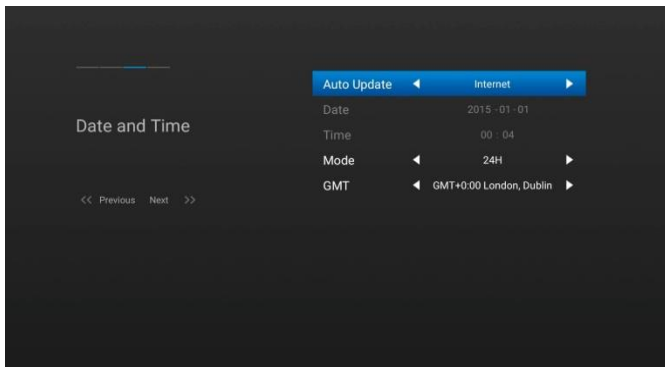 Date and Time
<< Previous Next >>
Auto Update Internet
Date 2015 - 01 - 01
Time 00 : 04
Mode 24H
GMT GMT+0:00 London, Dublin